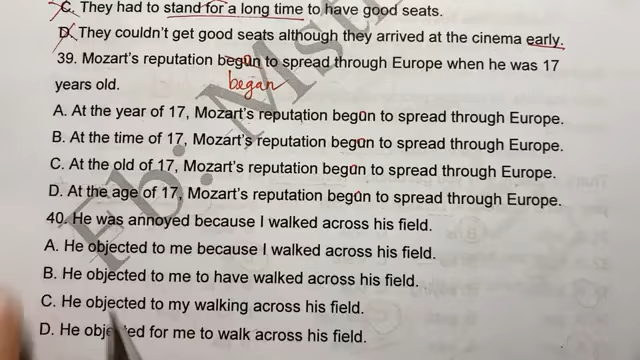 C. They had to stand for a long time to have good seats.
D. They couldn't get good seats although they arrived at the cinema early.
39. Mozart's reputation begun to spread through Europe when he was 17
began
years old.
A. At the year of 17, Mozart's reputation begun to spread through Europe.
B. At the time of 17, Mozart's reputation begun to spread through Europe.
C. At the old of 17, Mozart's reputation begun to spread through Europe.
D. At the age of 17, Mozart's reputation begun to spread through Europe.
40. He was annoyed because I walked across his field.
A. He objected to me because I walked across his field.
B. He objected to me to have walked across his field.
C. He objected to my walking across his field.
D. He objected for me to walk across his field.
Fb: Mst